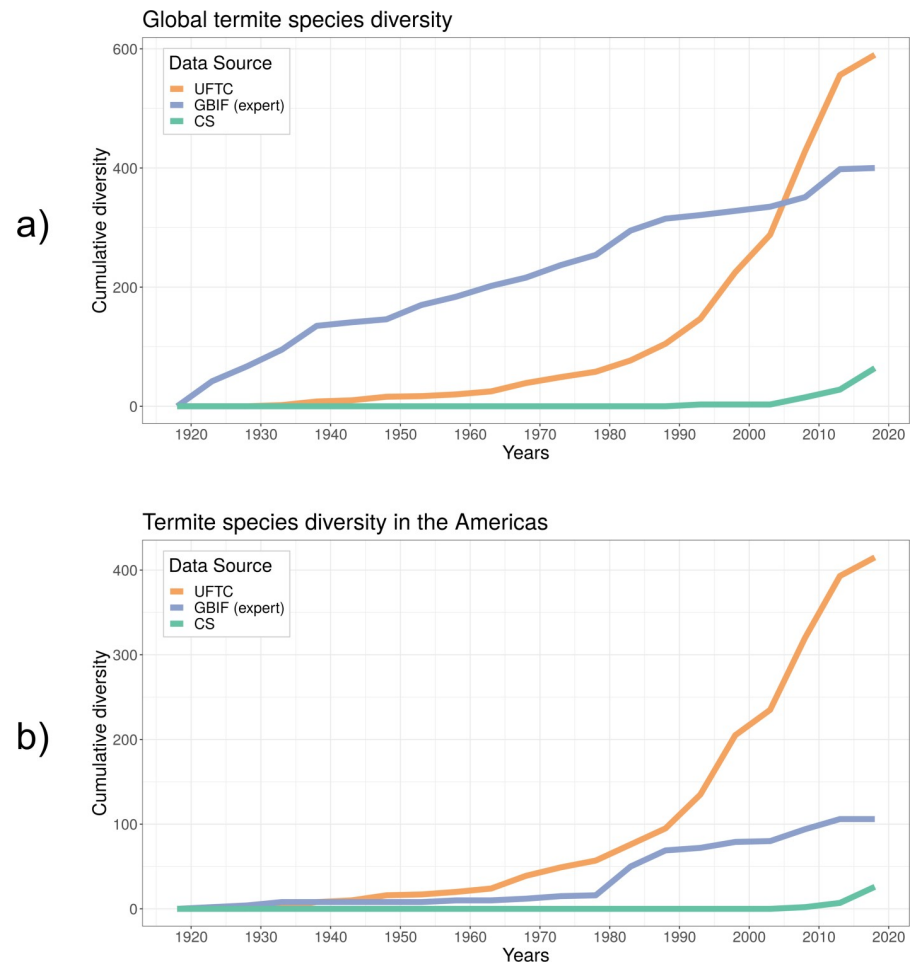 Global termite species diversity
a)
Cumulative diversity
600
400
200
0
Data Source
UFTC
GBIF (expert)
CS
1920 1930 1940 1950 1960 1970 1980 1990 2000 2010 2020
Years
Termite species diversity in the Americas
b)
Cumulative diversity
400
300
200
100
0
Data Source
UFTC
GBIF (expert)
CS
1920 1930 1940 1950 1960 1970 1980 1990 2000 2010 2020
Years